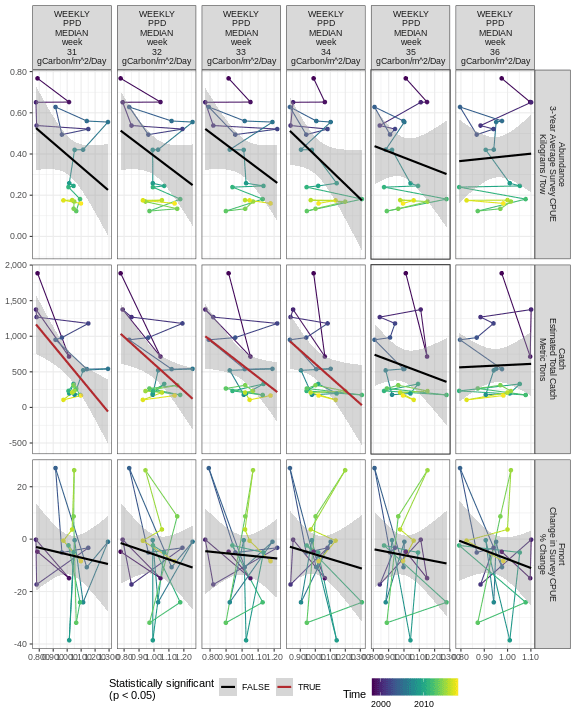 WEEKLY WEEKLY WEEKLY WEEKLY WEEKLY WEEKLY
PPD PPD PPD PPD PPD PPD
MEDIAN MEDIAN MEDIAN MEDIAN MEDIAN MEDIAN
week week week week week week
31 32 33 34 35 36
gCarbon/m^2/Day gCarbon/m^2/Day gCarbon/m^2/Day gCarbon/m^2/Day gCarbon/m^2/Day gCarbon/m^2/Day
0.80
0.60
0.40
0.20
0.00
Abundance
3-Year Average Survey CPUE
Kilograms / Tow
2,000
1,500
1,000
500
0
-500
Catch
Estimated Total Catch
Metric Tons
20
0
-20
-40
Fmort
Change in Survey CPUE
% Change
0.80 0.90 1.00 1.10
Statistically significant
(p < 0.05)
FALSE TRUE
Time
2000 2010